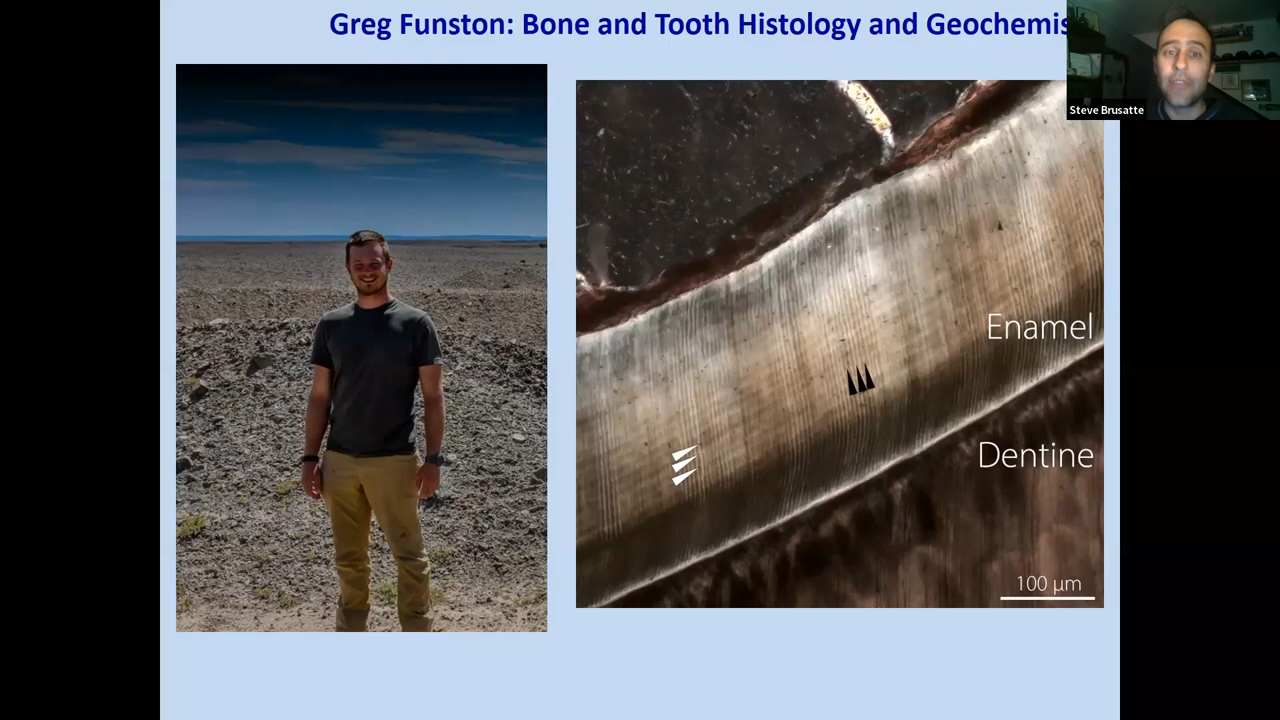 Greg Funston: Bone and Tooth Histology and Geochemis
Steve Brusatte
Enamel
Dentine
100 µm